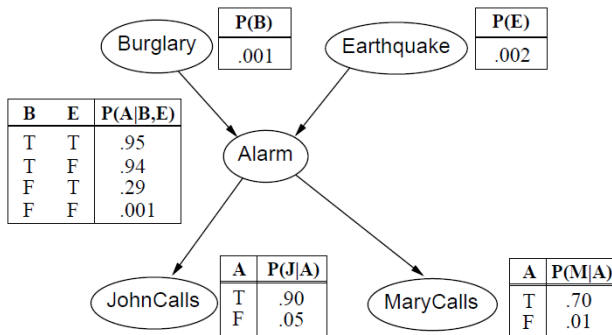 Burglary
P(B)
.001
Earthquake
P(E)
.002
B E P(A|B,E)
T T .95
T F .94
F T .29
F F .001
Alarm
JohnCalls
A P(J|A)
T .90
F .05
MaryCalls
A P(M|A)
T .70
F .01